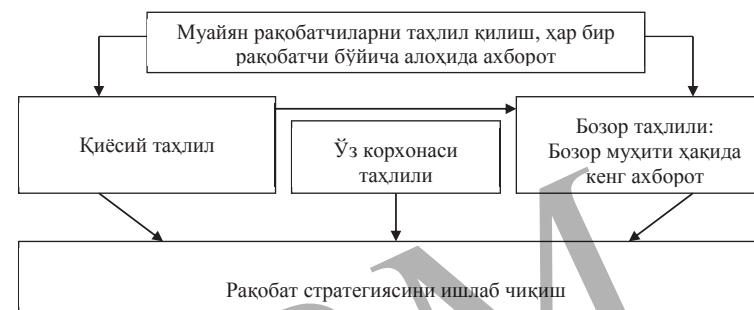 Муайян рақобатчиларни таҳлил қилиш, ҳар бир
рақобатчи бўйича алоҳида ахборот
Қиёсий таҳлил
Ўз корхонаси
таҳлили
Бозор таҳлили:
Бозор муҳити ҳақида
кенг ахборот
Рақобат стратегиясини ишлаб чиқиш